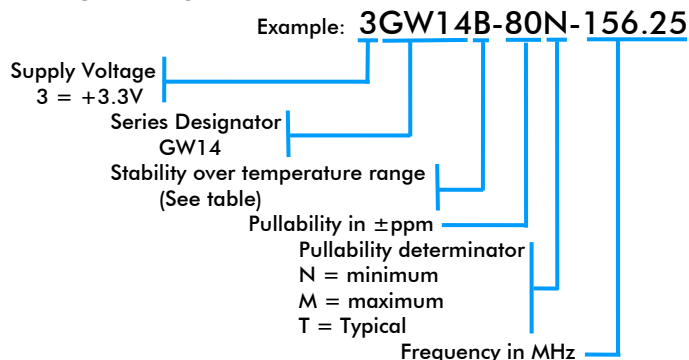 Example: 3GW14B-80N-156.25
Supply Voltage
3 = +3.3V
Series Designator
GW14
Stability over temperature range
(See table)
Pullability in ±ppm
Pullability determinator
N = minimum
M = maximum
T = Typical
Frequency in MHz